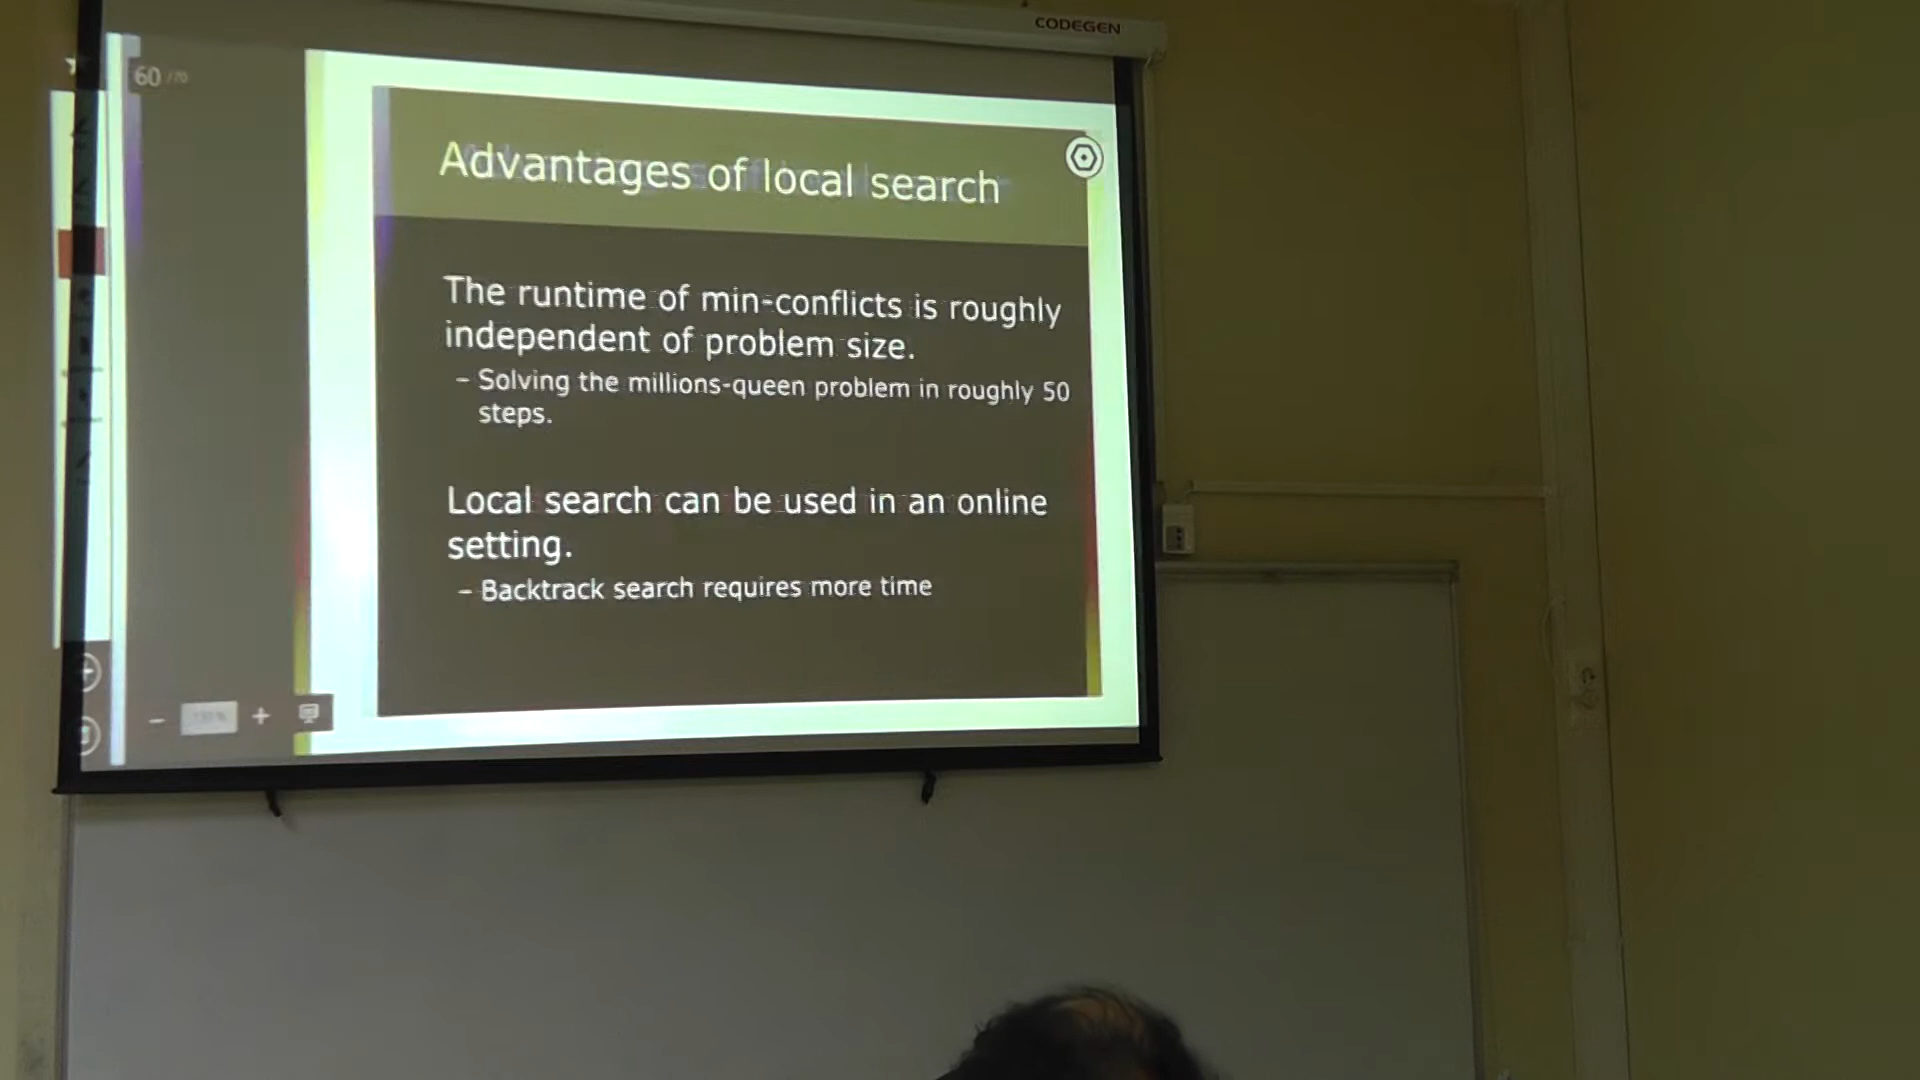 CODEGEN
60 /70
Advantages of local search
The runtime of min-conflicts is roughly
independent of problem size.
– Solving the millions-queen problem in roughly 50
steps.
Local search can be used in an online
setting.
– Backtrack search requires more time